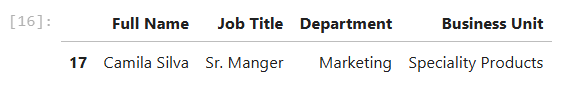 [16]:
Full Name Job Title Department Business Unit
17 Camila Silva Sr. Manger Marketing Speciality Products